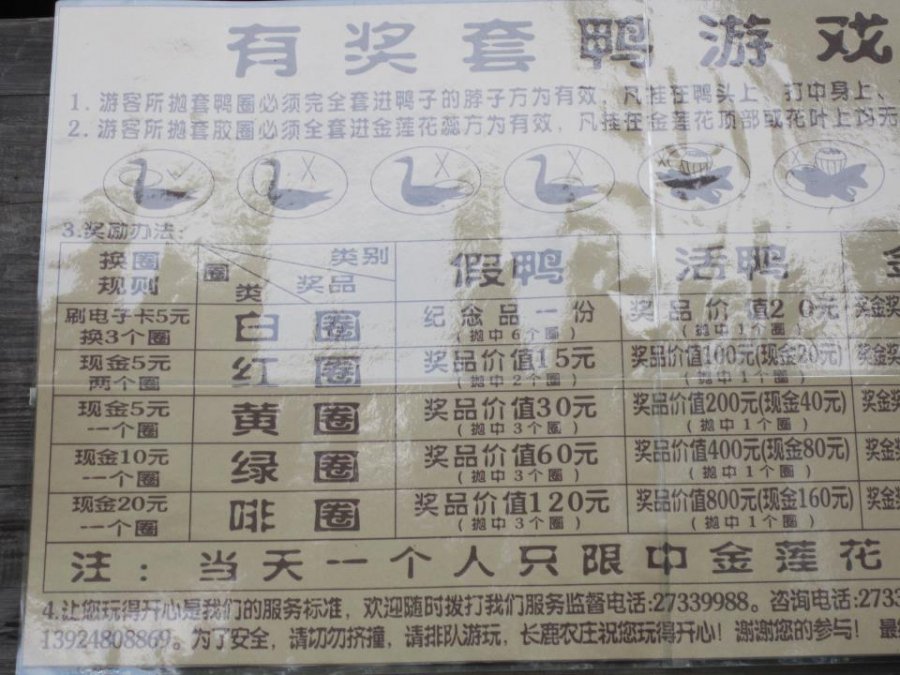 有奖套鸭游戏
1. 游客所抛套鸭圈必须完全套进鸭子的脖子方为有效，凡挂在鸭头上、打中身上、
2. 游客所抛套胶圈必须全套进金莲花蕊方为有效，凡挂在金莲花顶部或花叶上均无
3.奖励办法：
换圈规则 圈类 奖品 类别 假鸭 活鸭 金
刷电子卡5元 白圈 纪念品一份 奖品价值20元 奖金奖
换3个圈 (抛中6个圈) (抛中1个圈)
现金5元 红圈 奖品价值15元 奖品价值100元(现金20元) 奖金奖
两个圈 (抛中2个圈) (抛中1个圈)
现金5元 黄圈 奖品价值30元 奖品价值200元(现金40元) 奖金奖
一个圈 (抛中3个圈) (抛中1个圈)
现金10元 绿圈 奖品价值60元 奖品价值400元(现金80元) 奖金奖
一个圈 (抛中3个圈) (抛中1个圈)
现金20元 啡圈 奖品价值120元 奖品价值800元(现金160元) 奖金奖
一个圈 (抛中3个圈) (抛中1个圈)
注：当天一个人只限中金莲花
4.让您玩得开心是我们的服务标准，欢迎随时拨打我们服务监督电话:27339988。咨询电话:2733
13924808869。为了安全，请切勿挤撞，请排队游玩，长鹿农庄祝您玩得开心！谢谢您的参与！最